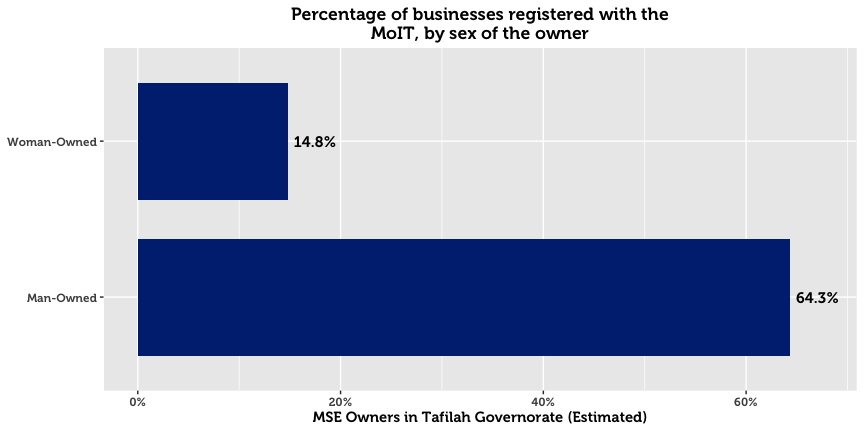 Percentage of businesses registered with the
MoIT, by sex of the owner
Woman-Owned
14.8%
Man-Owned
64.3%
0%
20%
40%
60%
MSE Owners in Tafilah Governorate (Estimated)